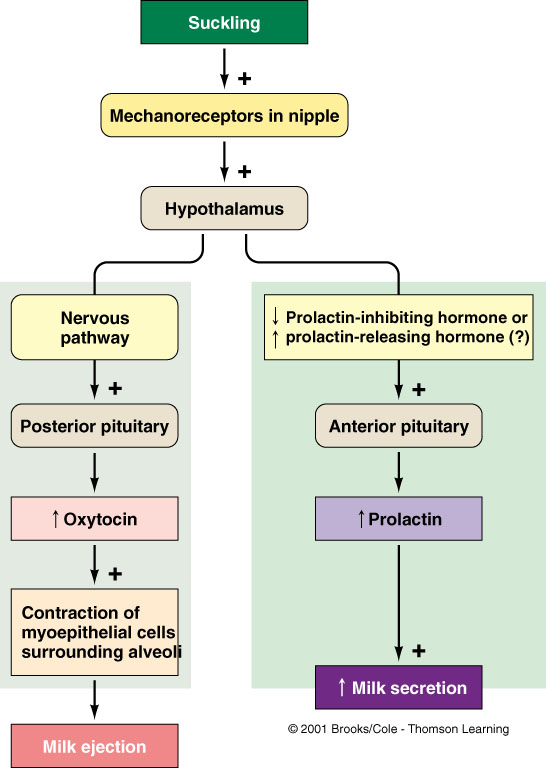 Suckling
+
Mechanoreceptors in nipple
+
Hypothalamus
Nervous
pathway
+
Posterior pituitary
↑ Oxytocin
+
Contraction of
myoepithelial cells
surrounding alveoli
Milk ejection
↓ Prolactin-inhibiting hormone or
↑ prolactin-releasing hormone (?)
+
Anterior pituitary
↑ Prolactin
+
↑ Milk secretion
© 2001 Brooks/Cole - Thomson Learning